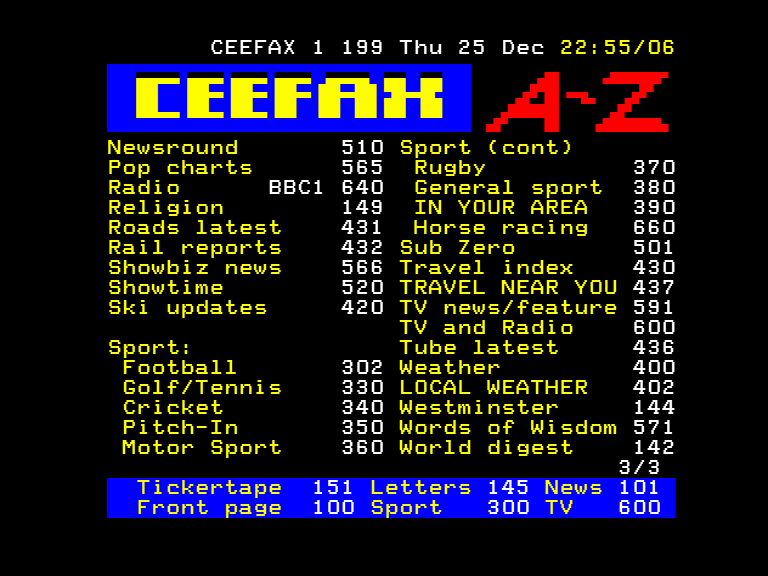 CEEFAX 1 199 Thu 25 Dec 22:55/06
CEEFAX A-Z
Newsround 510 Sport (cont)
Pop charts 565 Rugby 370
Radio BBC1 640 General sport 380
Religion 149 IN YOUR AREA 390
Roads latest 431 Horse racing 660
Rail reports 432 Sub Zero 501
Showbiz news 566 Travel index 430
Showtime 520 TRAVEL NEAR YOU 437
Ski updates 420 TV news/feature 591
TV and Radio 600
Sport: Tube latest 436
Football 302 Weather 400
Golf/Tennis 330 LOCAL WEATHER 402
Cricket 340 Westminster 144
Pitch-In 350 Words of Wisdom 571
Motor Sport 360 World digest 142
3/3
Tickertape 151 Letters 145 News 101
Front page 100 Sport 300 TV 600